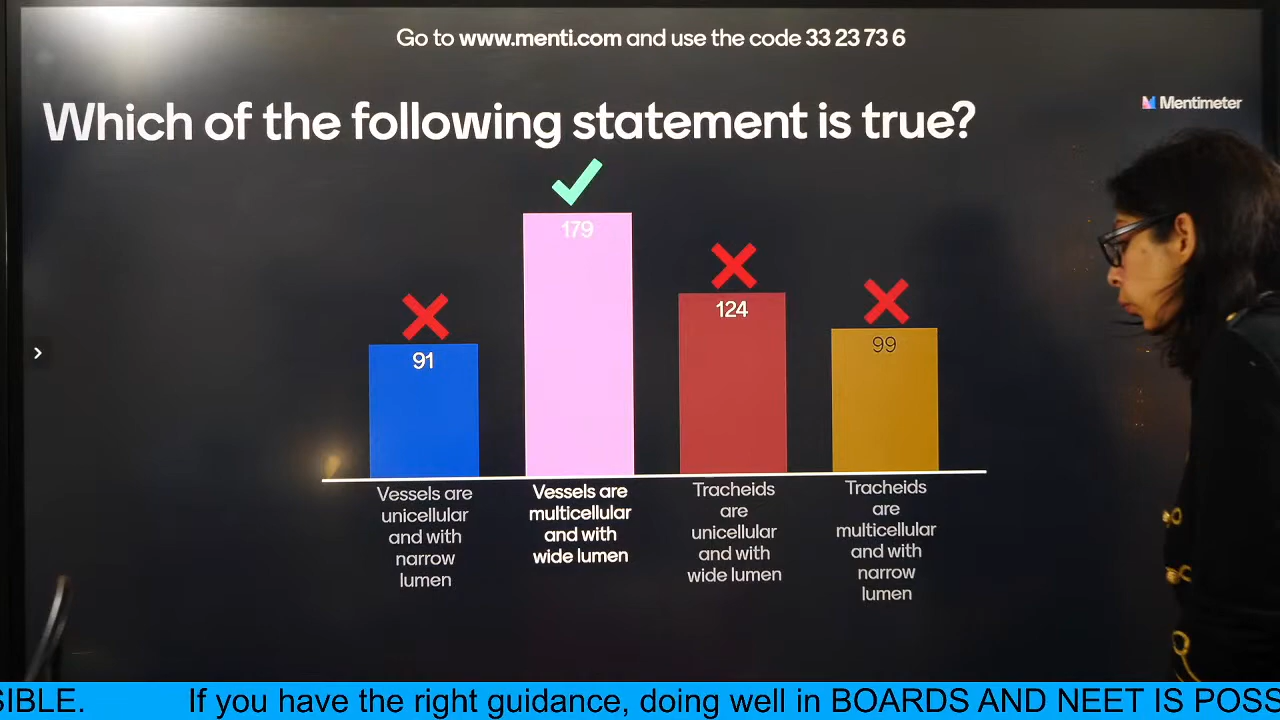 Go to www.menti.com and use the code 33 23 73 6
Which of the following statement is true?
Mentimeter
179
124
99
91
Vessels are
unicellular
and with
narrow
lumen
Vessels are
multicellular
and with
wide lumen
Tracheids
are
unicellular
and with
wide lumen
Tracheids
are
multicellular
and with
narrow
lumen
SIBLE. If you have the right guidance, doing well in BOARDS AND NEET IS POSS